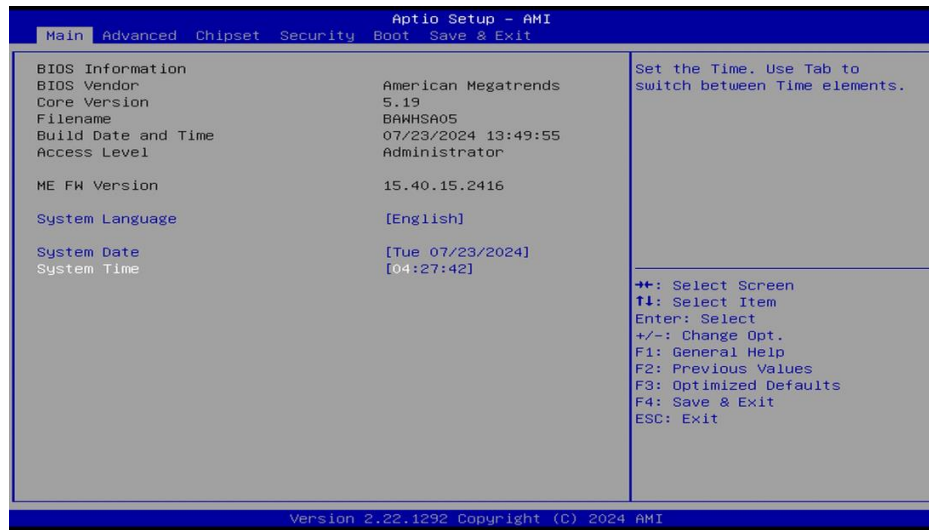 Aptio Setup – AMI
Main Advanced Chipset Security Boot Save & Exit
BIOS Information
BIOS Vendor American Megatrends
Core Version 5.19
Filename BAWHSA05
Build Date and Time 07/23/2024 13:49:55
Access Level Administrator
ME FW Version 15.40.15.2416
System Language [English]
System Date [Tue 07/23/2024]
System Time [04:27:42]
Set the Time. Use Tab to
switch between Time elements.
→←: Select Screen
↑↓: Select Item
Enter: Select
+/-: Change Opt.
F1: General Help
F2: Previous Values
F3: Optimized Defaults
F4: Save & Exit
ESC: Exit
Version 2.22.1292 Copyright (C) 2024 AMI